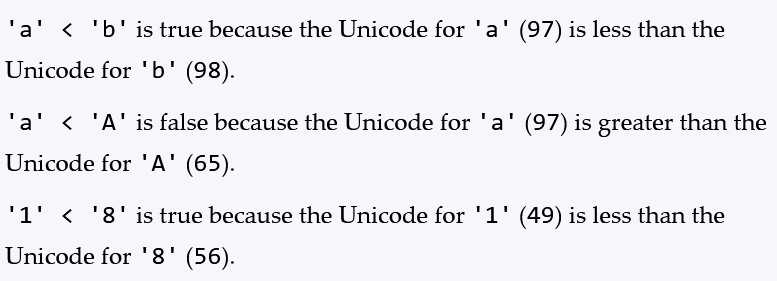 'a' < 'b' is true because the Unicode for 'a' (97) is less than the
Unicode for 'b' (98).
'a' < 'A' is false because the Unicode for 'a' (97) is greater than the
Unicode for 'A' (65).
'1' < '8' is true because the Unicode for '1' (49) is less than the
Unicode for '8' (56).